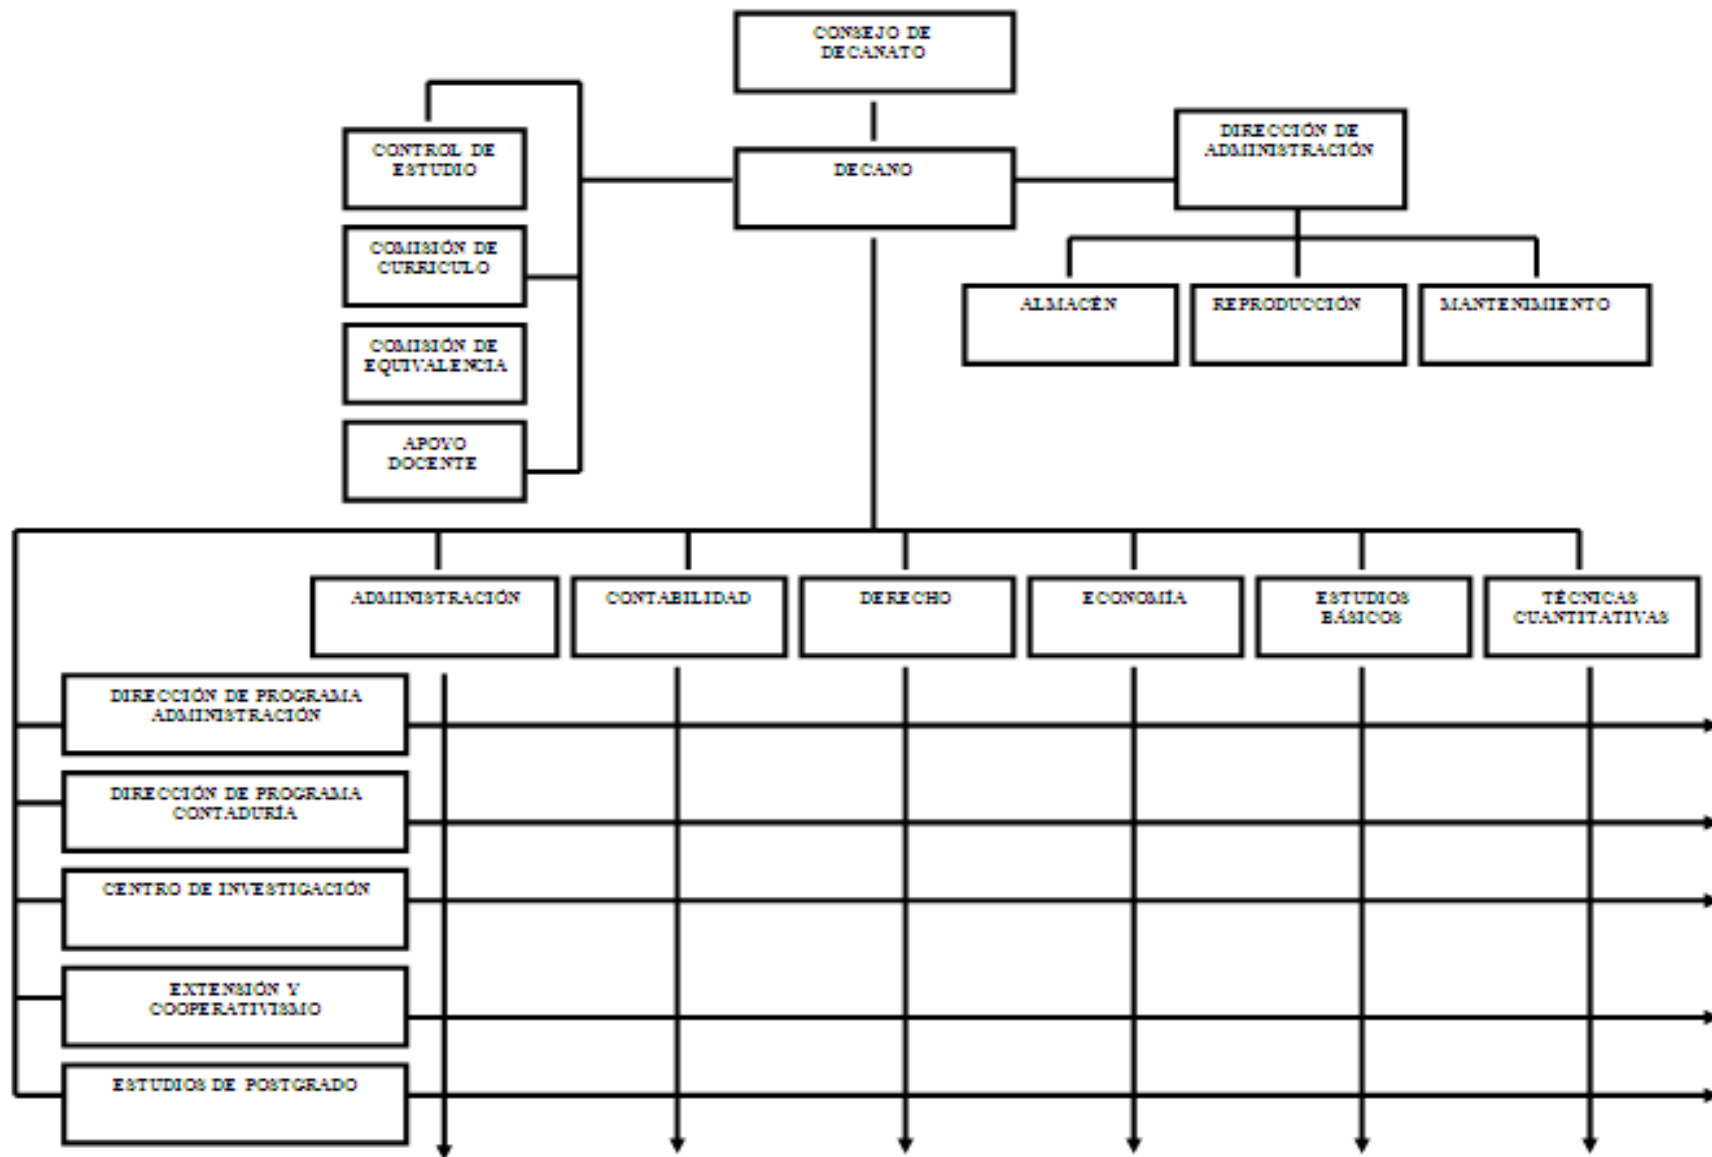 CONSEJO DE
DECANATO
CONTROL DE
ESTUDIO
DECANO
DIRECCIÓN DE
ADMINISTRACIÓN
COMISIÓN DE
CURRICULO
ALMACÉN
REPRODUCCIÓN
MANTENIMIENTO
COMISIÓN DE
EQUIVALENCIA
APOYO
DOCENTE
ADMINISTRACIÓN
CONTABILIDAD
DERECHO
ECONOMÍA
ESTUDIOS
BÁSICOS
TÉCNICAS
CUANTITATIVAS
DIRECCIÓN DE PROGRAMA
ADMINISTRACIÓN
DIRECCIÓN DE PROGRAMA
CONTADURÍA
CENTRO DE INVESTIGACIÓN
EXTENSIÓN Y
COOPERATIVISMO
ESTUDIOS DE POSTGRADO